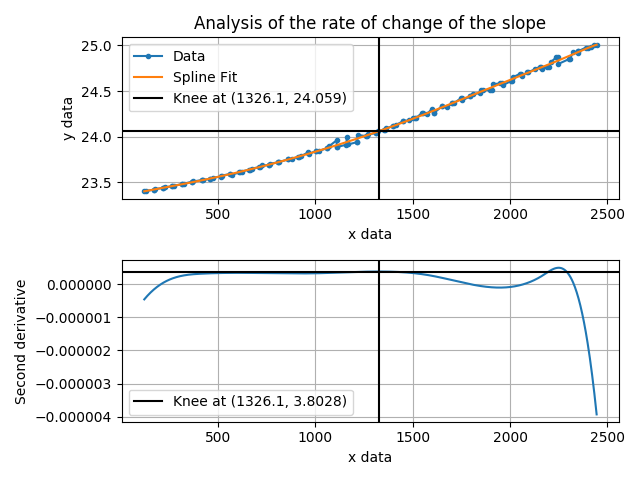 Analysis of the rate of change of the slope
25.0
24.5
24.0
23.5
y data
Data
Spline Fit
Knee at (1326.1, 24.059)
500
1000
1500
2000
2500
x data
0.000000
−0.000001
−0.000002
−0.000003
−0.000004
Second derivative
Knee at (1326.1, 3.8028)
500
1000
1500
2000
2500
x data